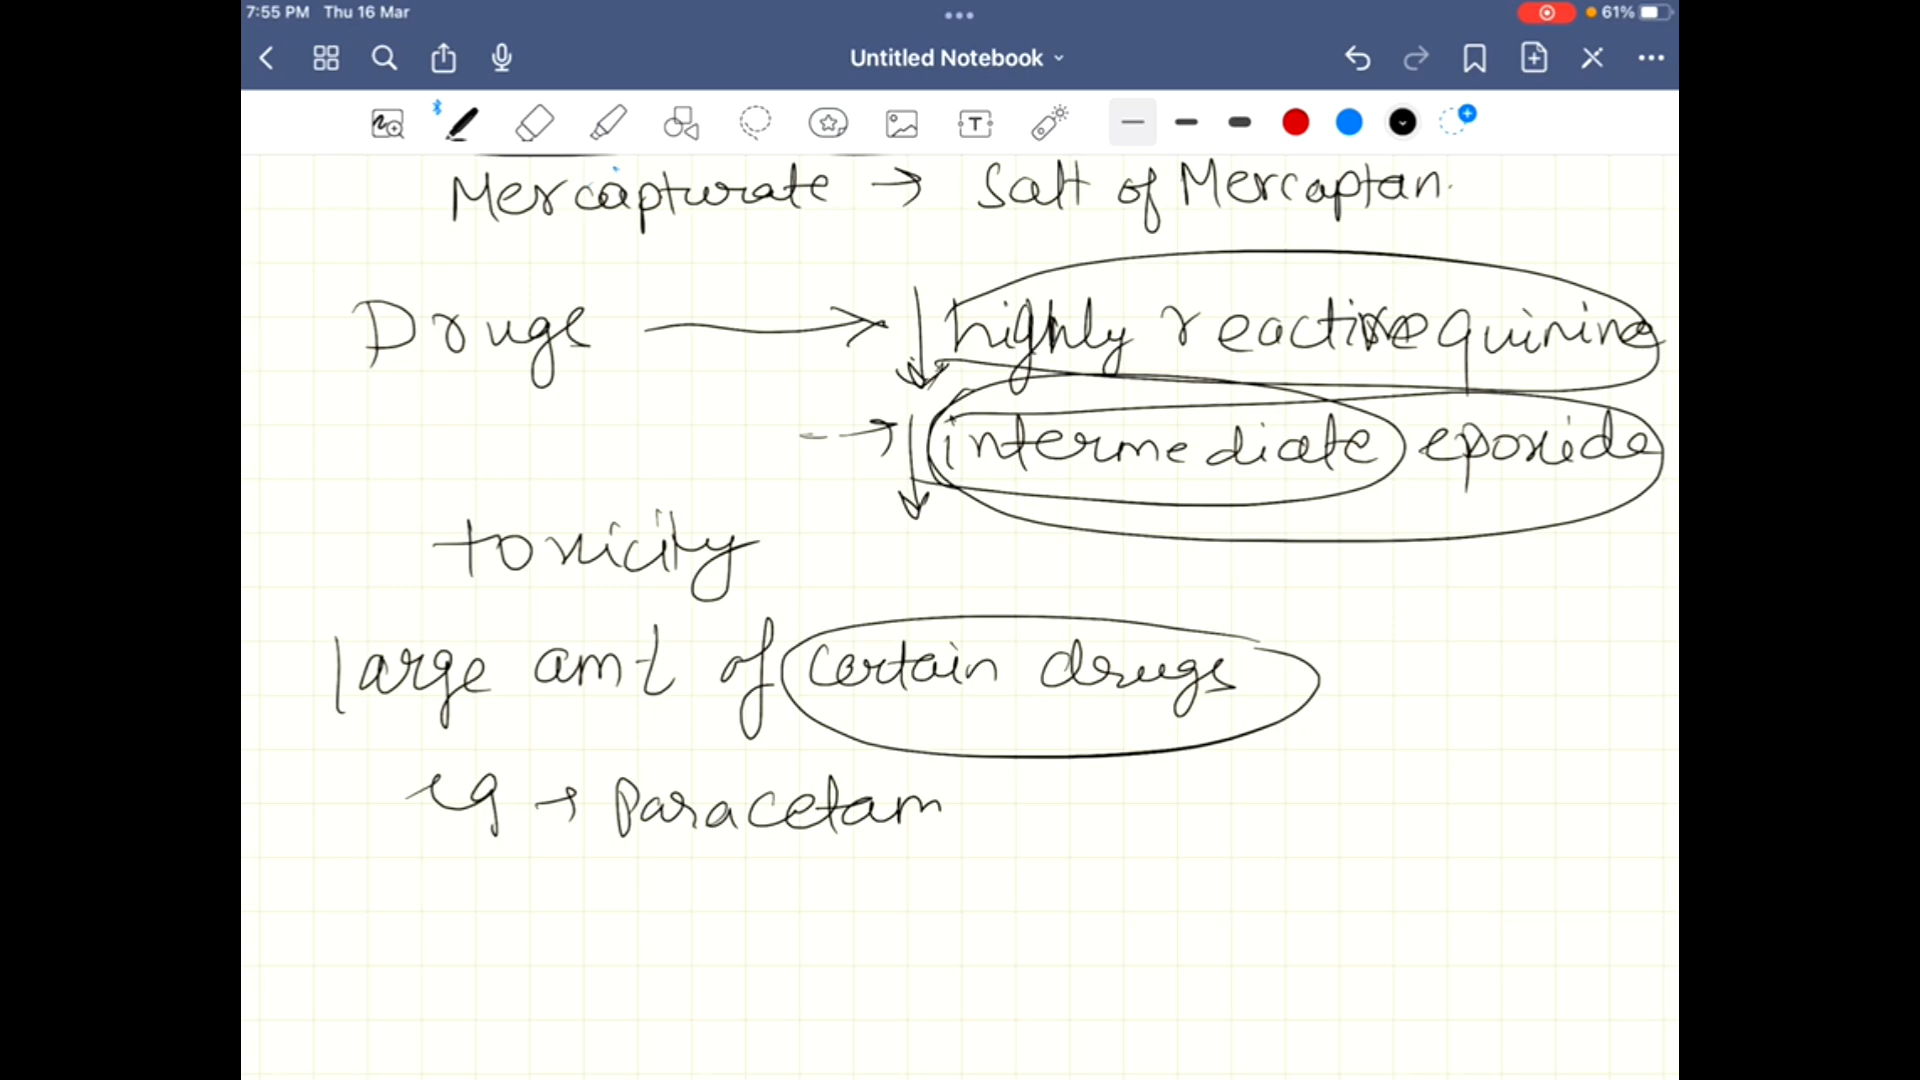 7:55 PM Thu 16 Mar
61%
Untitled Notebook
T
Mercapturate → Salt of Mercaptan.
Drugs → highly reactive quinine
intermediate epoxide
toxicity
large amt of certain drugs
eg → Paracetam